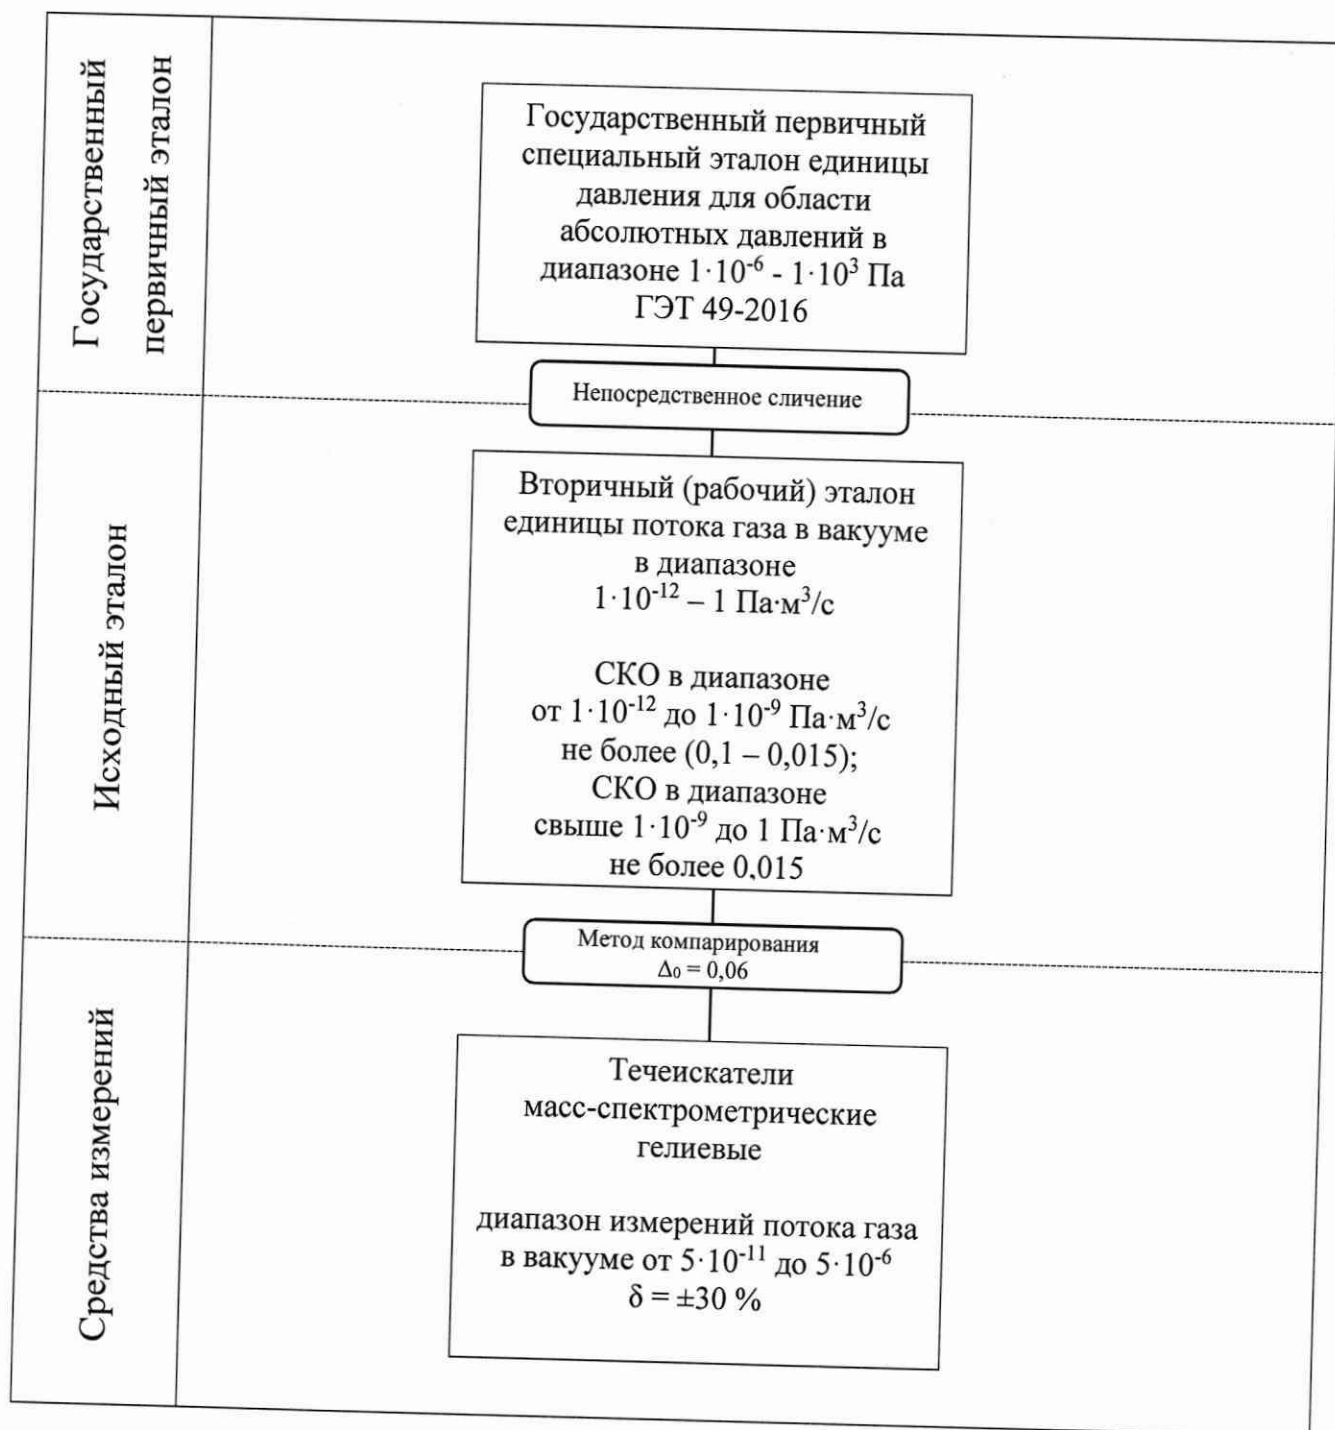 Государственный
первичный эталон
Государственный первичный
специальный эталон единицы
давления для области
абсолютных давлений в
диапазоне 1·10⁻⁶ - 1·10³ Па
ГЭТ 49-2016
Непосредственное сличение
Исходный эталон
Вторичный (рабочий) эталон
единицы потока газа в вакууме
в диапазоне
1·10⁻¹² – 1 Па·м³/с
СКО в диапазоне
от 1·10⁻¹² до 1·10⁻⁹ Па·м³/с
не более (0,1 – 0,015);
СКО в диапазоне
свыше 1·10⁻⁹ до 1 Па·м³/с
не более 0,015
Метод компарирования
Δ₀ = 0,06
Средства измерений
Течеискатели
масс-спектрометрические
гелиевые
диапазон измерений потока газа
в вакууме от 5·10⁻¹¹ до 5·10⁻⁶
δ = ±30 %